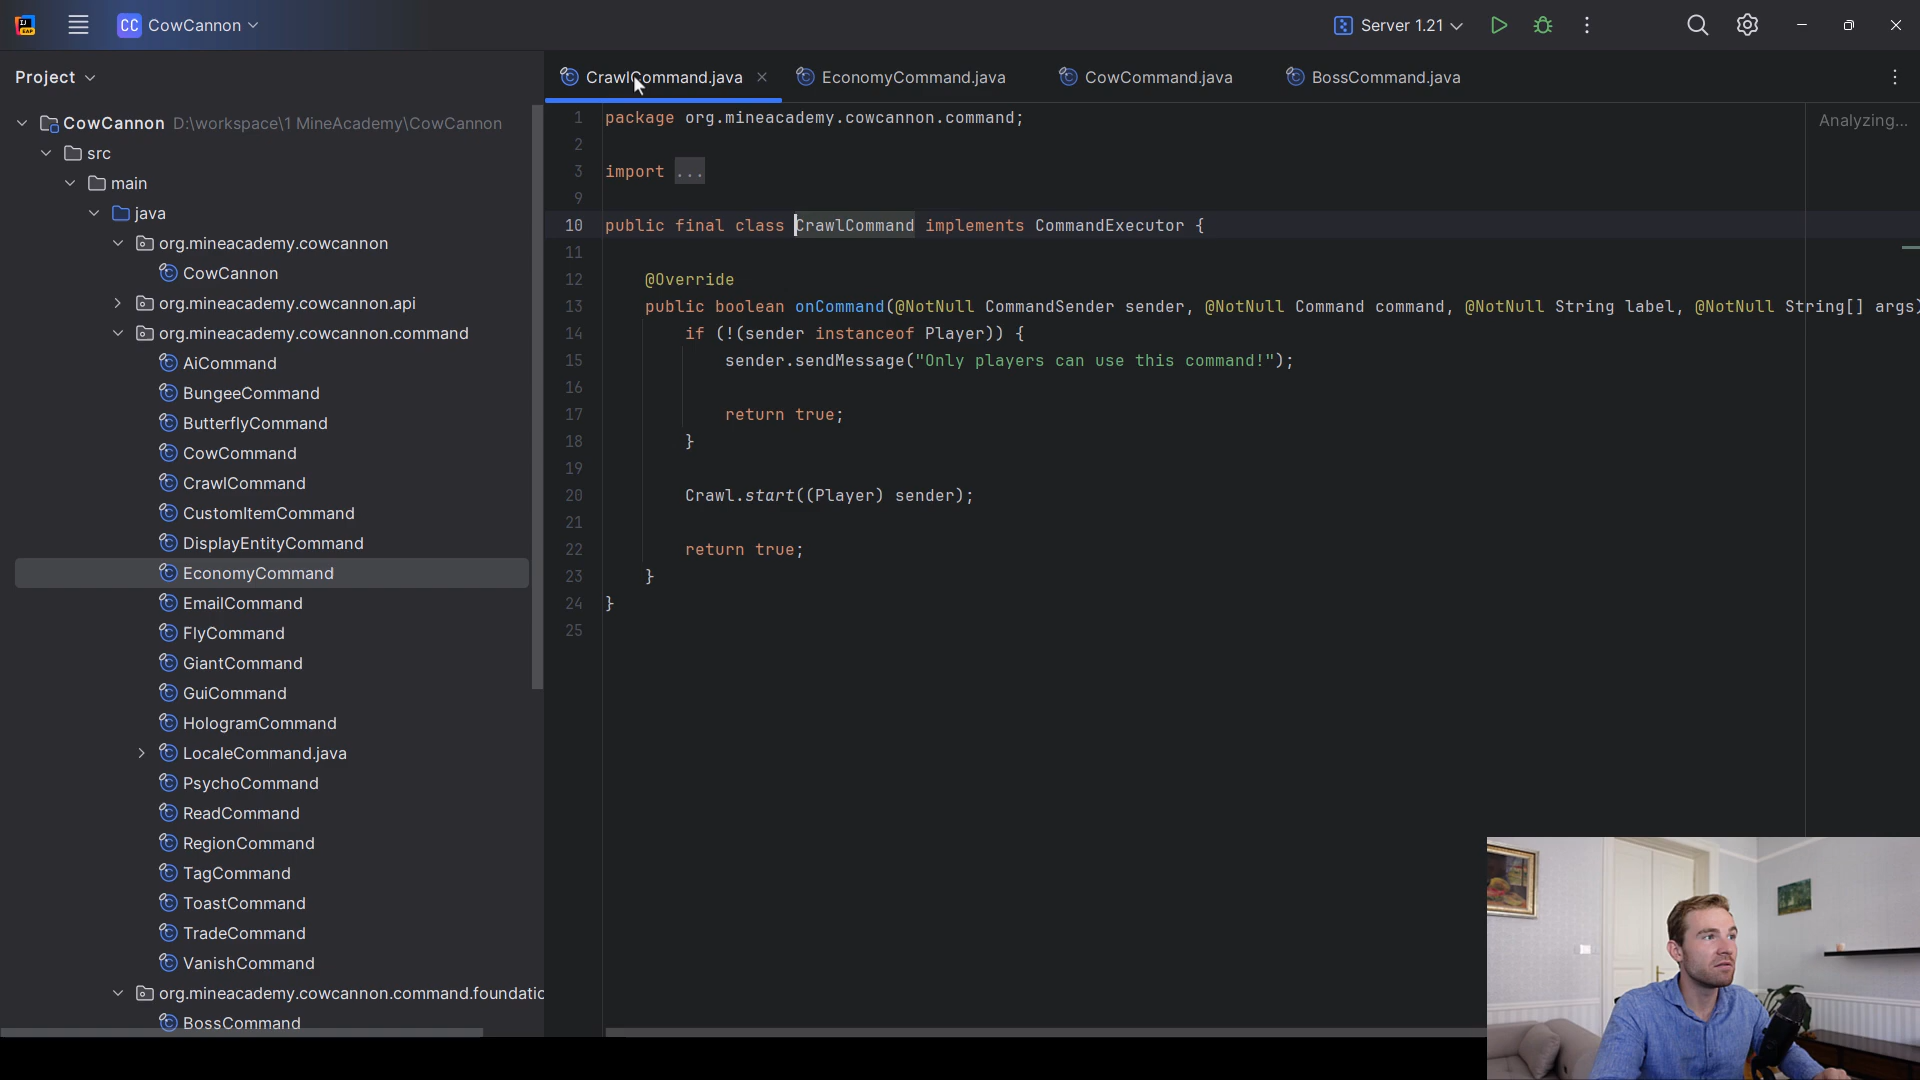 CC CowCannon
Server 1.21
Project
CrawlCommand.java
EconomyCommand.java
CowCommand.java
BossCommand.java
CowCannon D:\workspace\1 MineAcademy\CowCannon
src
main
java
org.mineacademy.cowcannon
CowCannon
org.mineacademy.cowcannon.api
org.mineacademy.cowcannon.command
AiCommand
BungeeCommand
ButterflyCommand
CowCommand
CrawlCommand
CustomItemCommand
DisplayEntityCommand
EconomyCommand
EmailCommand
FlyCommand
GiantCommand
GuiCommand
HologramCommand
LocaleCommand.java
PsychoCommand
ReadCommand
RegionCommand
TagCommand
ToastCommand
TradeCommand
VanishCommand
org.mineacademy.cowcannon.command.foundatic
BossCommand
Analyzing...
1 package org.mineacademy.cowcannon.command;
2
3 import ...
9
10 public final class CrawlCommand implements CommandExecutor {
11
12 @Override
13 public boolean onCommand(@NotNull CommandSender sender, @NotNull Command command, @NotNull String label, @NotNull String[] args)
14 if (!(sender instanceof Player)) {
15 sender.sendMessage("Only players can use this command!");
16
17 return true;
18 }
19
20 Crawl.start((Player) sender);
21
22 return true;
23 }
24 }
25